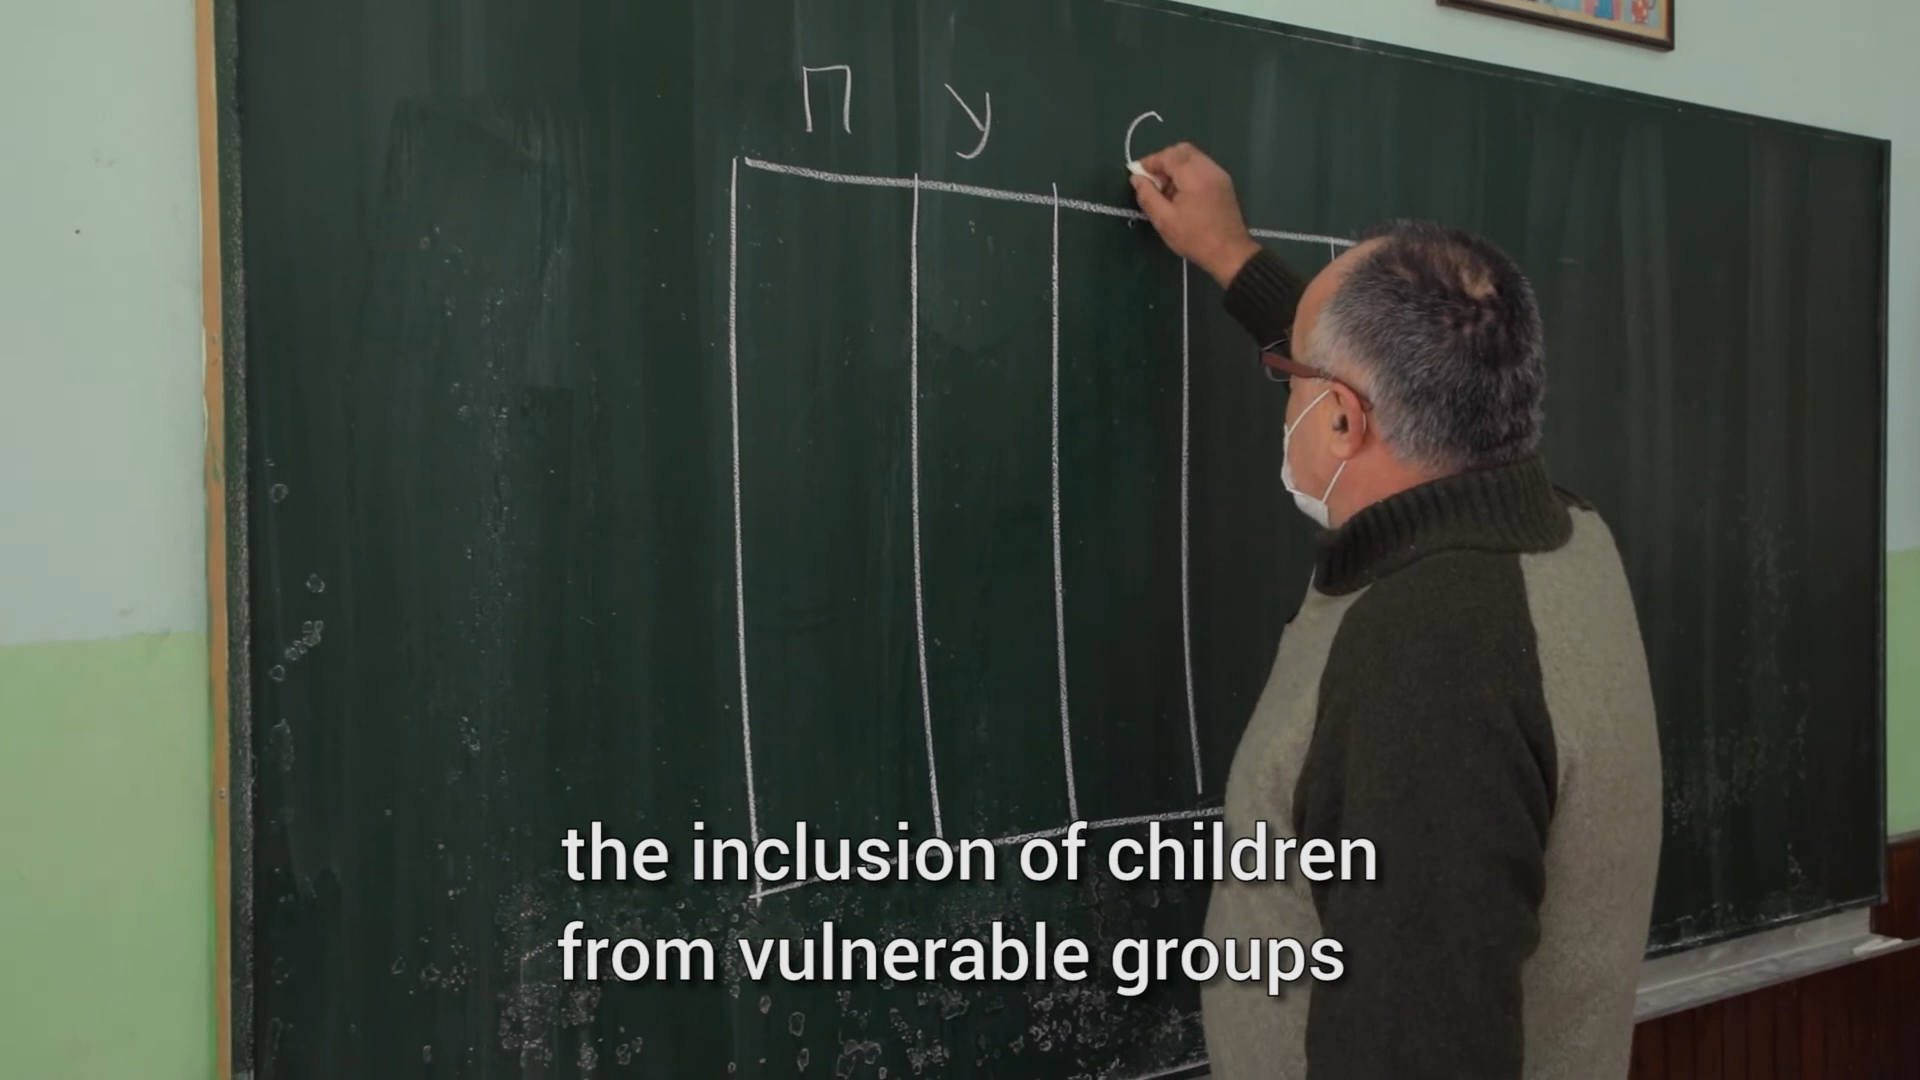 П У С
the inclusion of children
from vulnerable groups